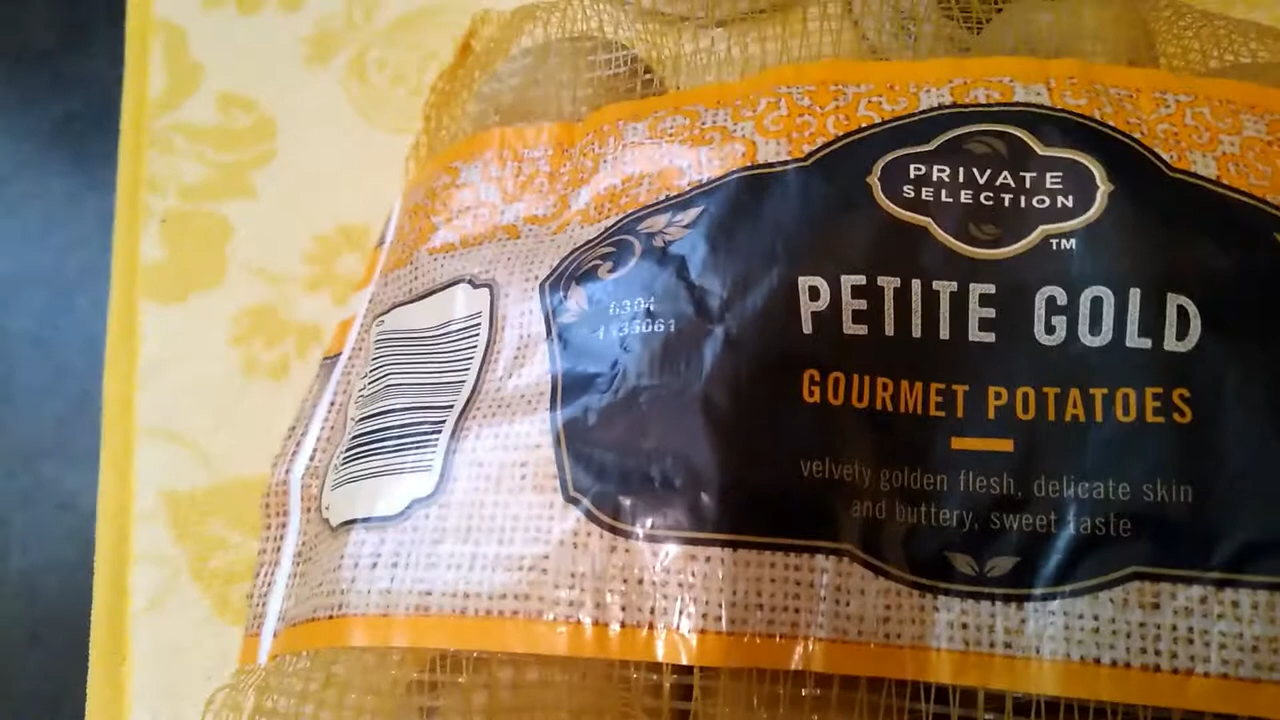 PRIVATE
SELECTION
TM
PETITE GOLD
GOURMET POTATOES
velvety golden flesh, delicate skin
and buttery, sweet taste